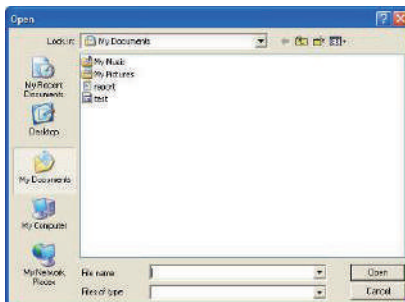 Open
Look in:
My Documents
My Music
My Pictures
report
test
My Recent
Documents
Desktop
My Documents
My Computer
My Network
Places
File name
Open
Files of type
Cancel